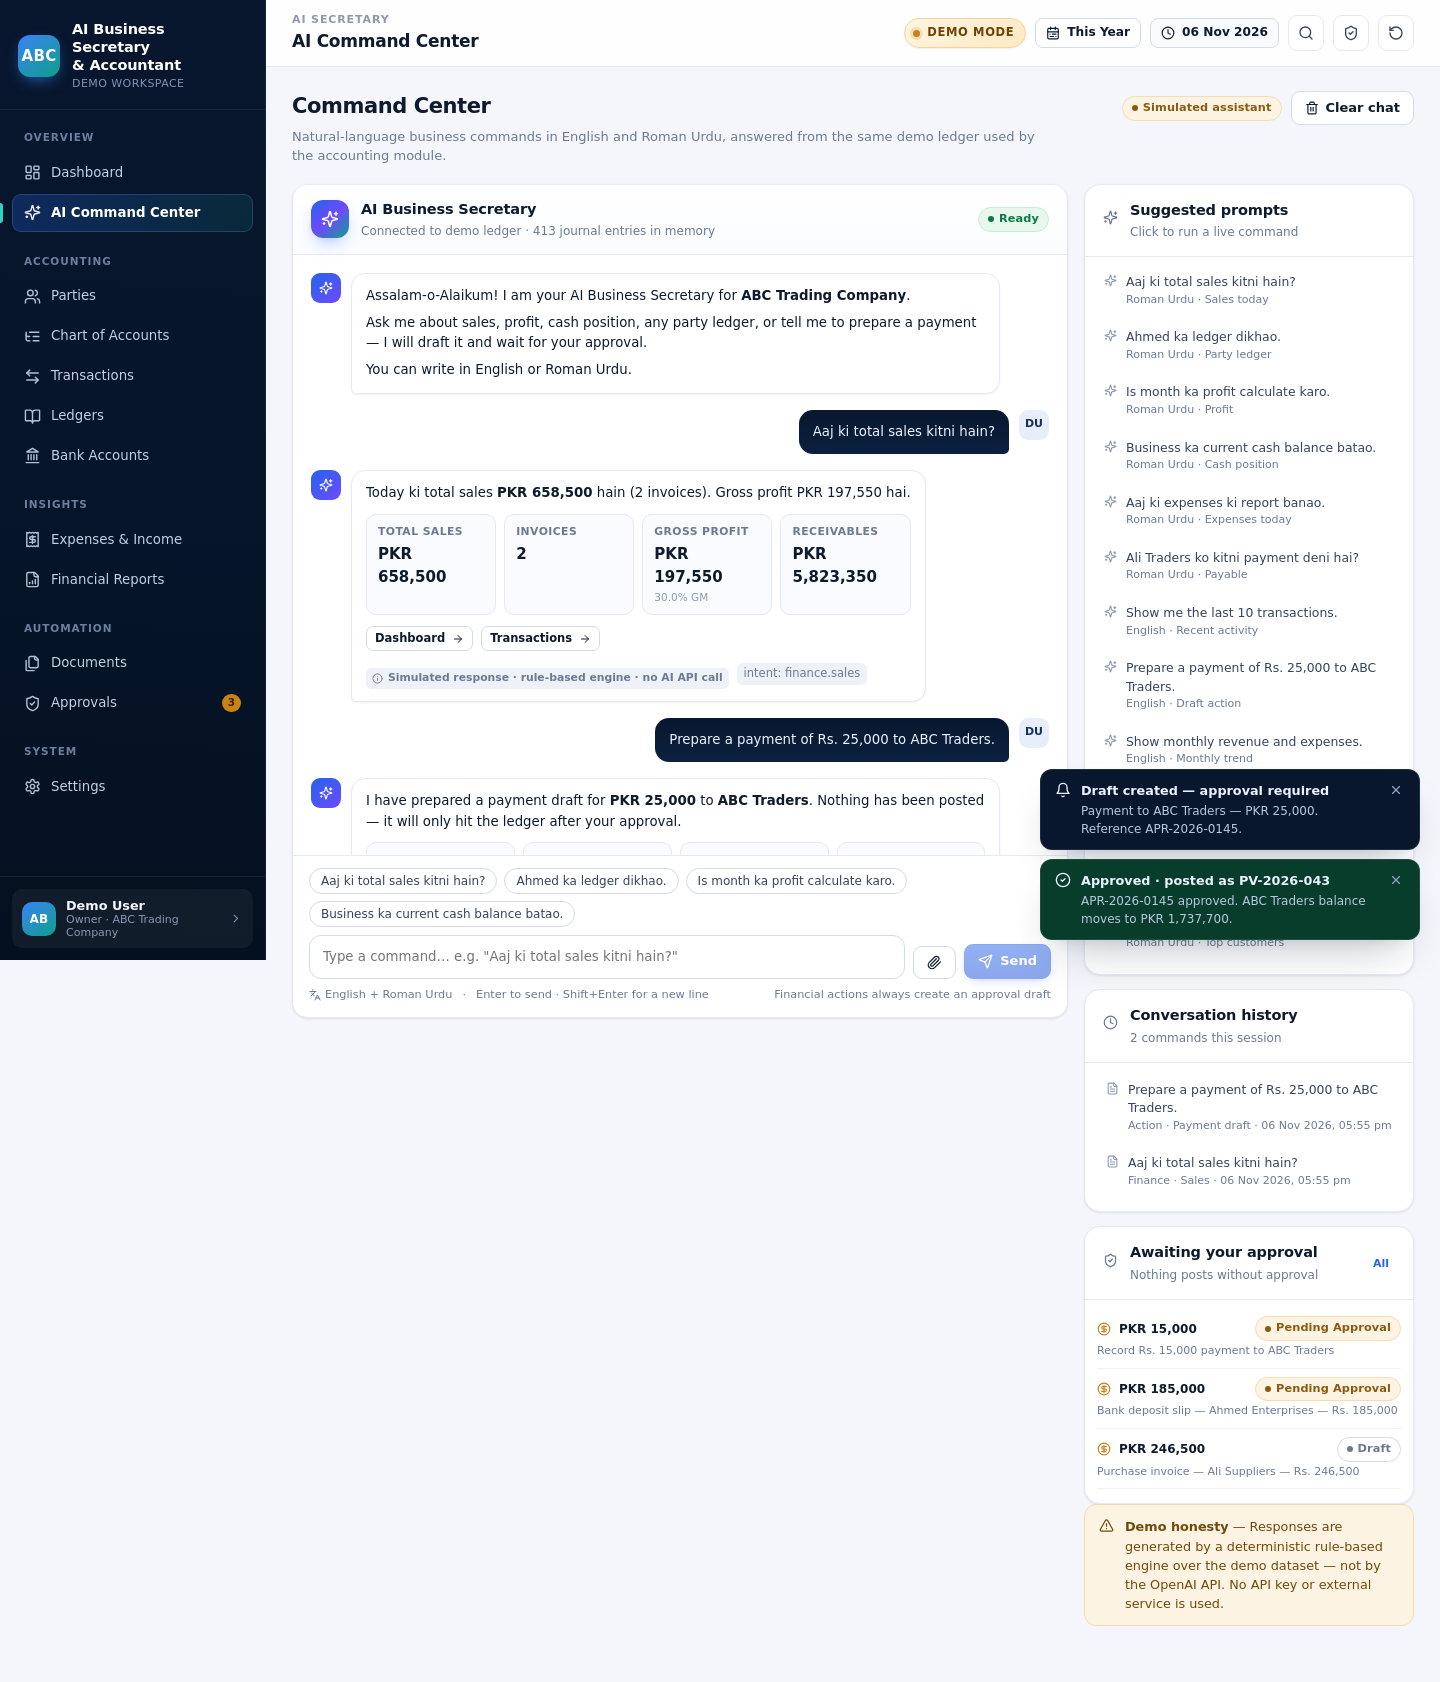 ABC
AI Business
Secretary
& Accountant
DEMO WORKSPACE
OVERVIEW
Dashboard
AI Command Center
ACCOUNTING
Parties
Chart of Accounts
Transactions
Ledgers
Bank Accounts
INSIGHTS
Expenses & Income
Financial Reports
AUTOMATION
Documents
Approvals
3
SYSTEM
Settings
AB
Demo User
Owner · ABC Trading
Company
AI SECRETARY
AI Command Center
DEMO MODE
This Year
06 Nov 2026
Command Center
Natural-language business commands in English and Roman Urdu, answered from the same demo ledger used by
the accounting module.
Simulated assistant
Clear chat
AI Business Secretary
Connected to demo ledger · 413 journal entries in memory
Ready
Assalam-o-Alaikum! I am your AI Business Secretary for ABC Trading Company.
Ask me about sales, profit, cash position, any party ledger, or tell me to prepare a payment
— I will draft it and wait for your approval.
You can write in English or Roman Urdu.
Aaj ki total sales kitni hain?
DU
Today ki total sales PKR 658,500 hain (2 invoices). Gross profit PKR 197,550 hai.
TOTAL SALES
PKR
658,500
INVOICES
2
GROSS PROFIT
PKR
197,550
30.0% GM
RECEIVABLES
PKR
5,823,350
Dashboard
Transactions
Simulated response · rule-based engine · no AI API call
intent: finance.sales
Prepare a payment of Rs. 25,000 to ABC Traders.
DU
I have prepared a payment draft for PKR 25,000 to ABC Traders. Nothing has been posted
— it will only hit the ledger after your approval.
Aaj ki total sales kitni hain?
Ahmed ka ledger dikhao.
Is month ka profit calculate karo.
Business ka current cash balance batao.
Type a command... e.g. "Aaj ki total sales kitni hain?"
Send
English + Roman Urdu · Enter to send · Shift+Enter for a new line
Financial actions always create an approval draft
Suggested prompts
Click to run a live command
Aaj ki total sales kitni hain?
Roman Urdu · Sales today
Ahmed ka ledger dikhao.
Roman Urdu · Party ledger
Is month ka profit calculate karo.
Roman Urdu · Profit
Business ka current cash balance batao.
Roman Urdu · Cash position
Aaj ki expenses ki report banao.
Roman Urdu · Expenses today
Ali Traders ko kitni payment deni hai?
Roman Urdu · Payable
Show me the last 10 transactions.
English · Recent activity
Prepare a payment of Rs. 25,000 to ABC
Traders.
English · Draft action
Show monthly revenue and expenses.
English · Monthly trend
Draft created — approval required
Payment to ABC Traders — PKR 25,000.
Reference APR-2026-0145.
Approved · posted as PV-2026-043
APR-2026-0145 approved. ABC Traders balance
moves to PKR 1,737,700.
Roman Urdu · Top customers
Conversation history
2 commands this session
Prepare a payment of Rs. 25,000 to ABC
Traders.
Action · Payment draft · 06 Nov 2026, 05:55 pm
Aaj ki total sales kitni hain?
Finance · Sales · 06 Nov 2026, 05:55 pm
Awaiting your approval
Nothing posts without approval
All
PKR 15,000
Pending Approval
Record Rs. 15,000 payment to ABC Traders
PKR 185,000
Pending Approval
Bank deposit slip — Ahmed Enterprises — Rs. 185,000
PKR 246,500
Draft
Purchase invoice — Ali Suppliers — Rs. 246,500
Demo honesty — Responses are
generated by a deterministic rule-based
engine over the demo dataset — not by
the OpenAI API. No API key or external
service is used.